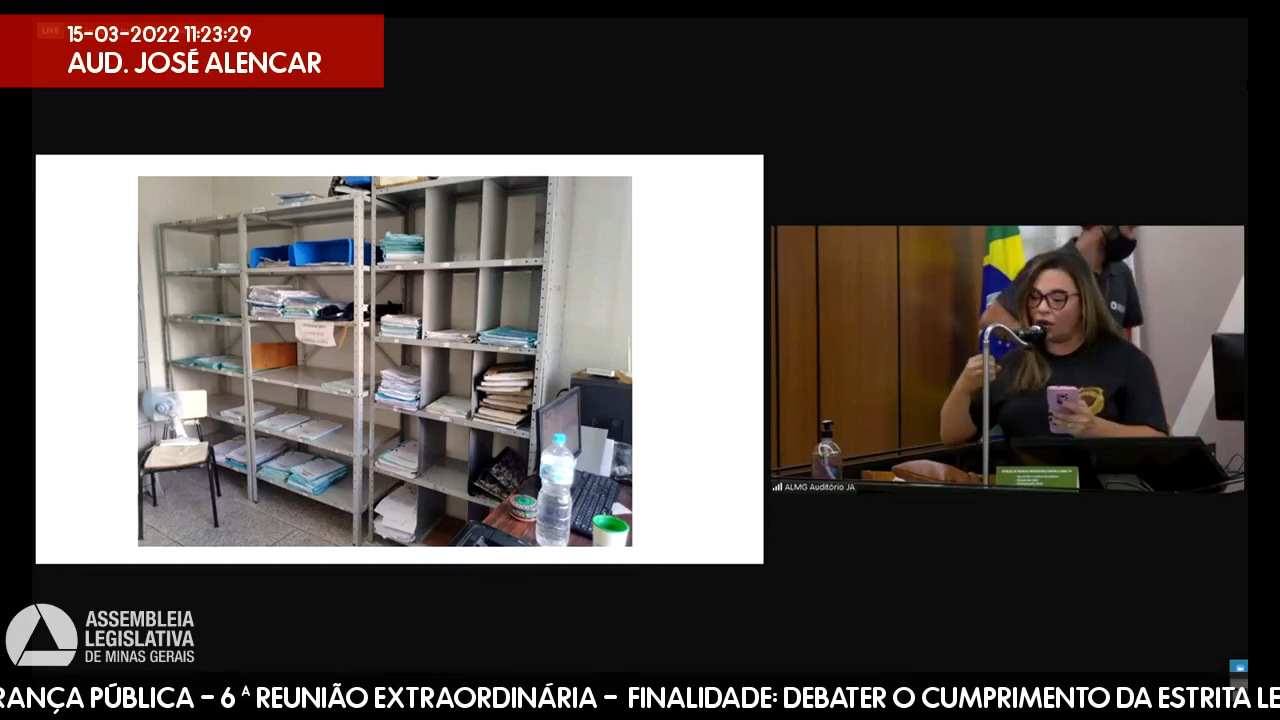 LIVE
15-03-2022 11:23:29
AUD. JOSÉ ALENCAR
ALMG Auditório JA
ASSEMBLEIA
LEGISLATIVA
DE MINAS GERAIS
RANÇA PÚBLICA - 6 ª REUNIÃO EXTRAORDINÁRIA - FINALIDADE: DEBATER O CUMPRIMENTO DA ESTRITA LE